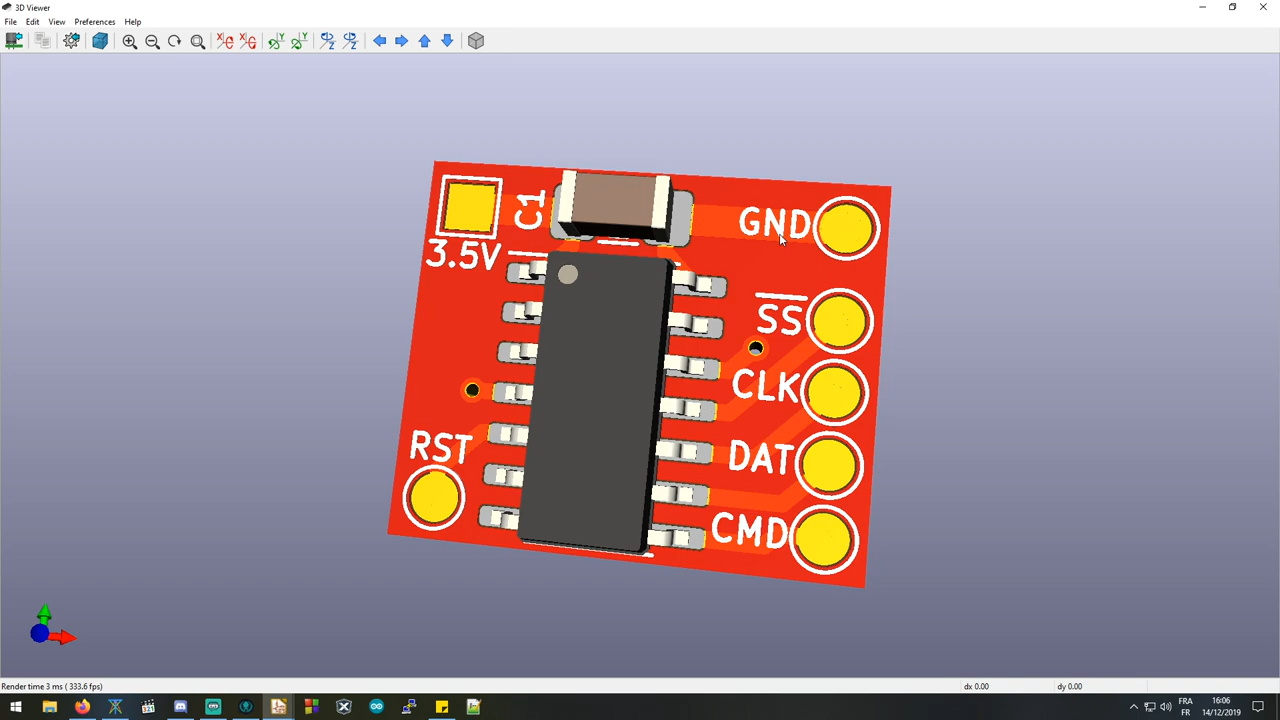 3D Viewer
File Edit View Preferences Help
C1
GND
3.5V
SS
CLK
RST
DAT
CMD
Render time 3 ms ( 333.6 fps)
dx 0.00
dy 0.00
FRA
FR
16:06
14/12/2019